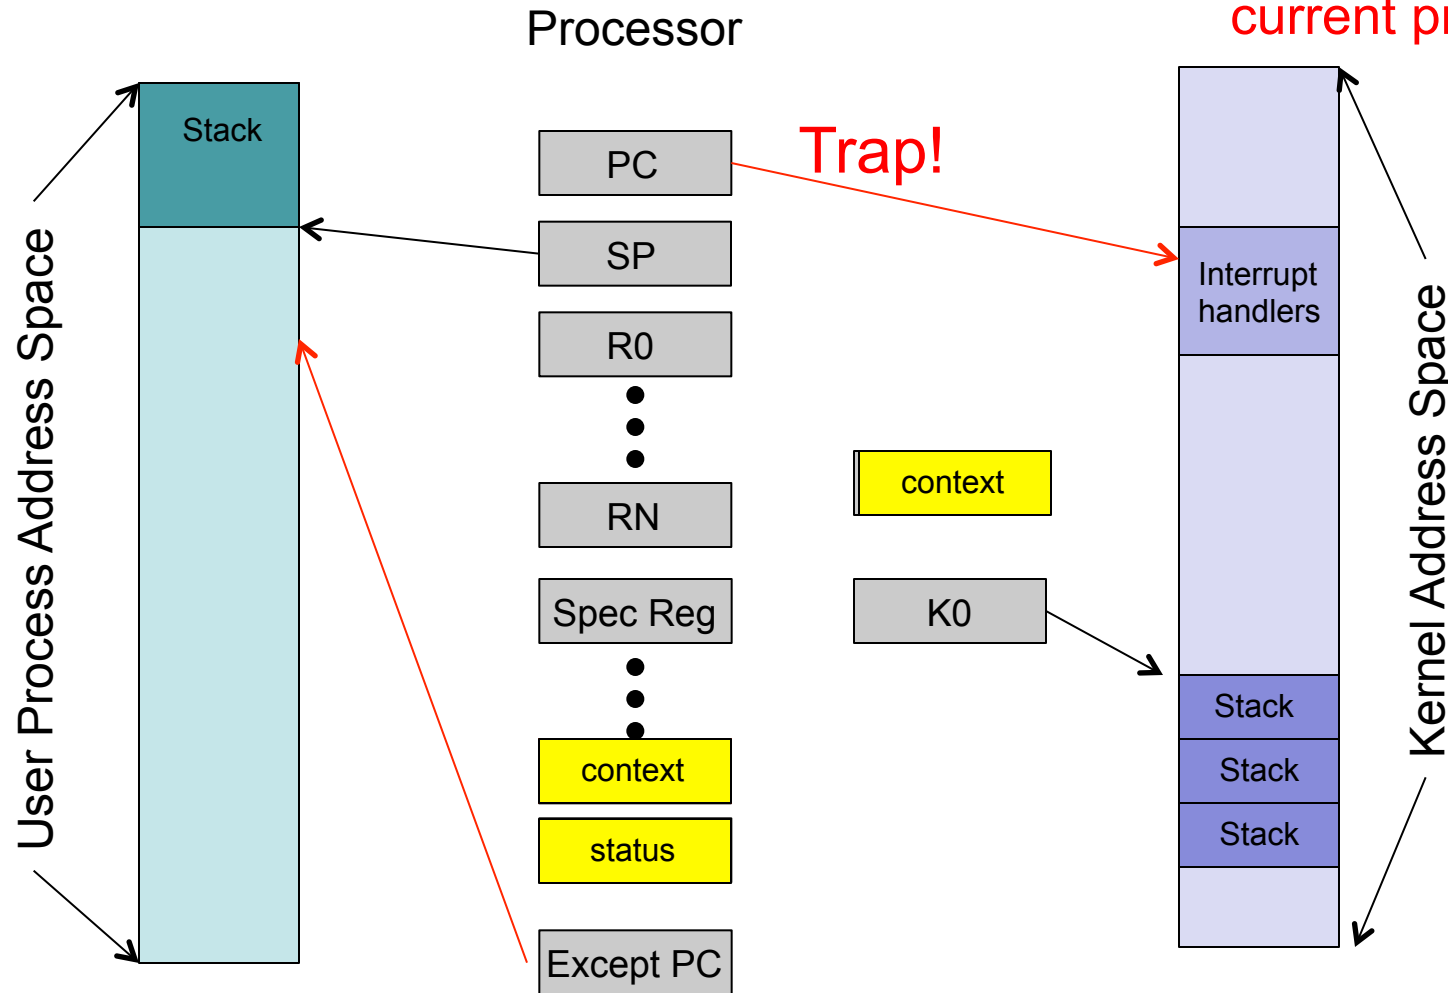 Processor
current pr
Stack
PC
Trap!
SP
Interrupt
handlers
R0
User Process Address Space
Kernel Address Space
context
RN
Spec Reg
K0
Stack
context
Stack
status
Stack
Except PC